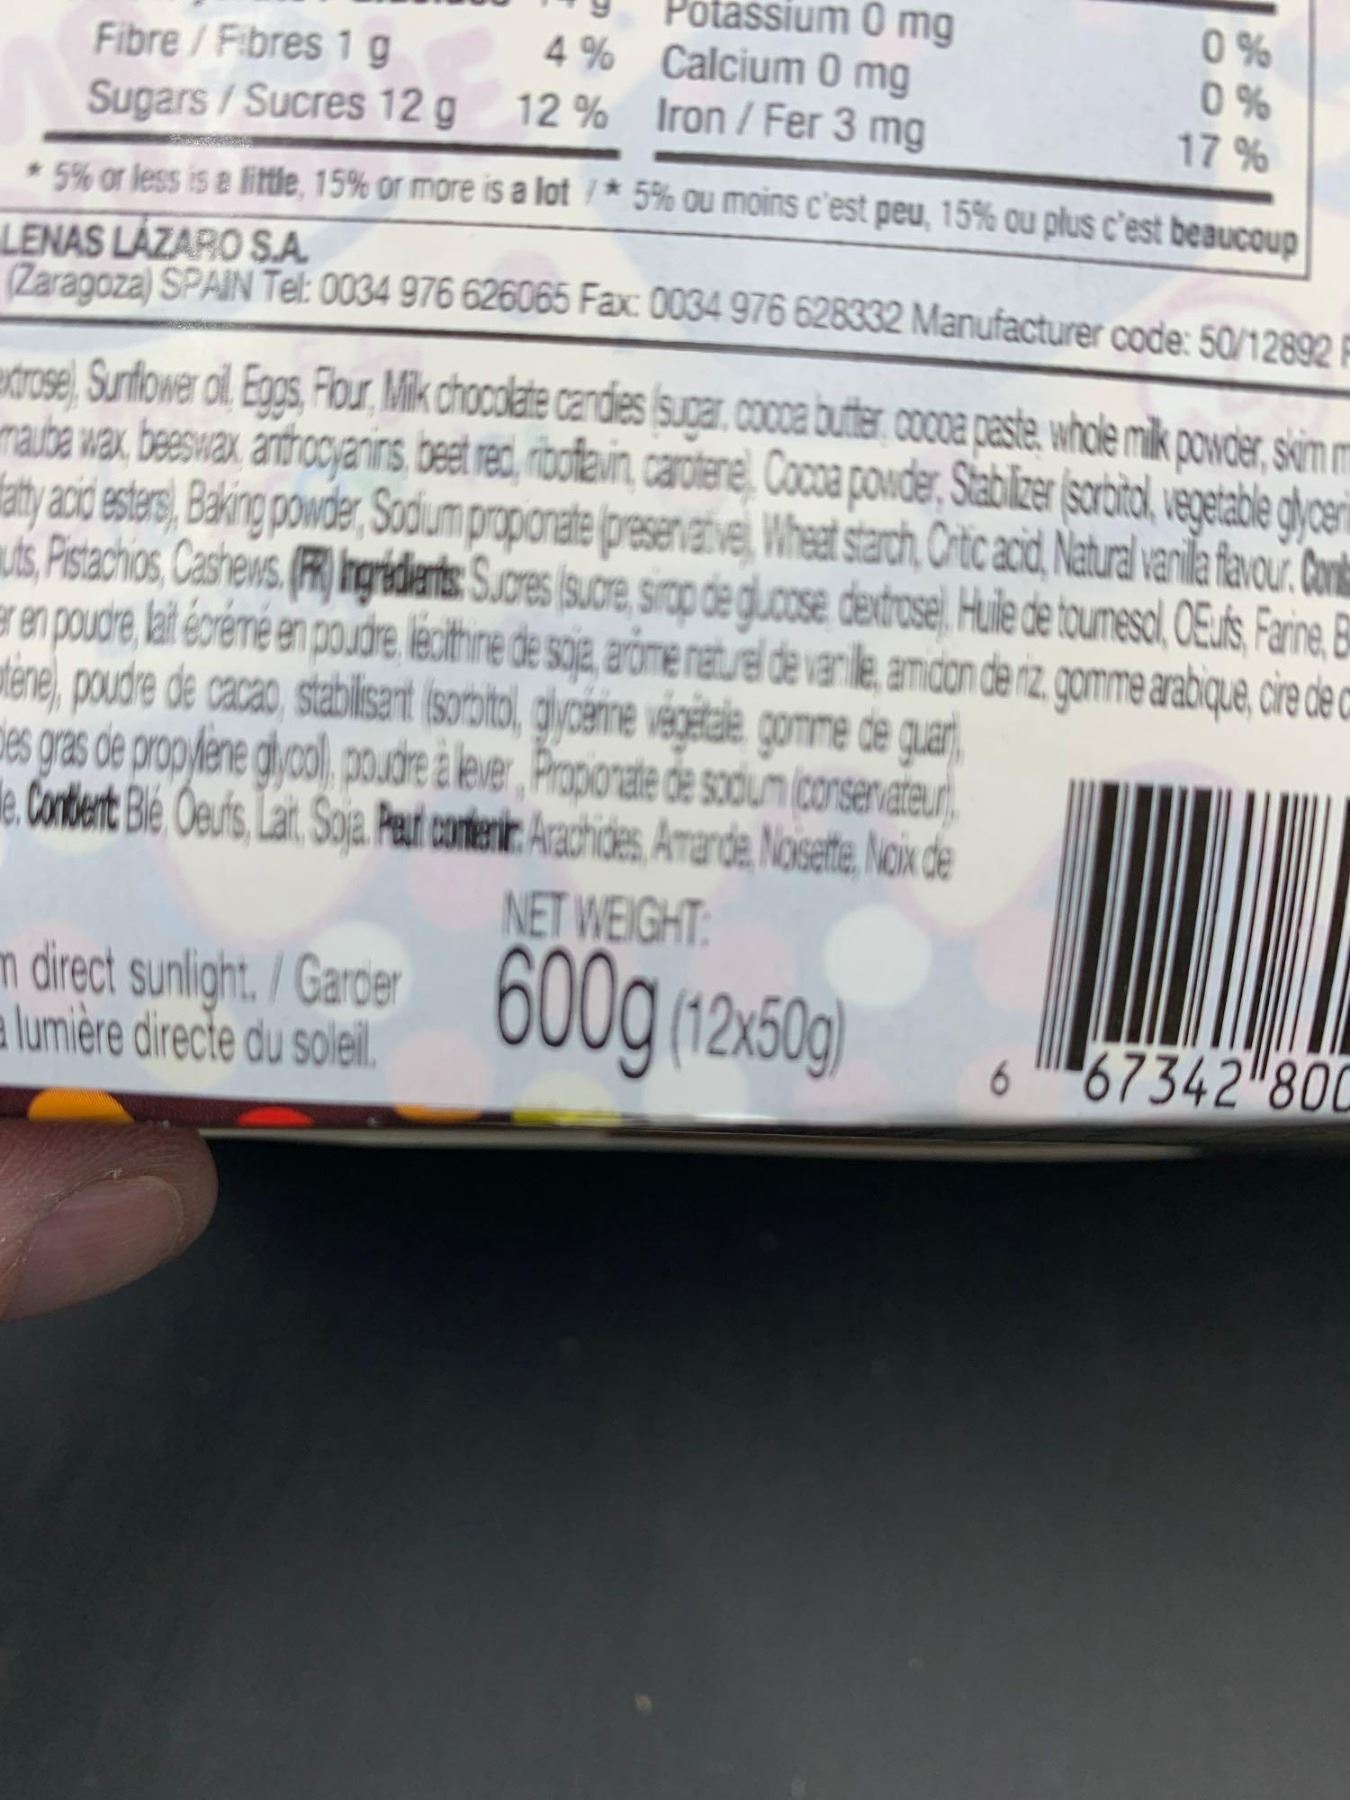 Potassium 0 mg 0 %
Fibre / Fibres 1 g 4 % Calcium 0 mg 0 %
Sugars / Sucres 12 g 12 % Iron / Fer 3 mg 17 %
* 5% or less is a little, 15% or more is a lot / * 5% ou moins c'est peu, 15% ou plus c'est beaucoup
LENAS LÁZARO S.A.
(Zaragoza) SPAIN Tel: 0034 976 626065 Fax: 0034 976 628332 Manufacturer code: 50/12892
Sunflower oil, Eggs, Flour, Milk chocolate candies (sugar, cocoa butter, cocoa paste, whole milk powder, skim
wax, beeswax, anthocyanins, beet red, riboflavin, carotene), Cocoa powder, Stabilizer (sorbitol, vegetable
fatty acid esters), Baking powder, Sodium propionate (preservative), Wheat starch, Critic acid, Natural vanilla flavour.
Pistachios, Cashews. (FR) Ingrédients: Sucres (sucre, sirop de glucose, dextrose), Huile de tournesol, OEufs, Farine,
en poudre, lait écrémé en poudre, lécithine de soja, arôme naturel de vanille, amidon de riz, gomme arabique, cire de
poudre de cacao, stabilisant (sorbitol, glycérine végétale, gomme de guar),
gras de propylène glycol), poudre à lever, Propionate de sodium (conservateur),
Contient: Blé, Oeufs, Lait, Soja. Peut contenir: Arachides, Amande, Noisette, Noix de
NET WEIGHT:
600g (12x50g)
direct sunlight. / Garder
lumière directe du soleil.
6 67342 800